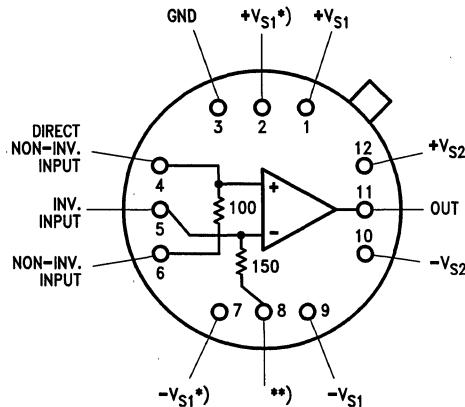 GND
+VS1*)
+VS1
3
2
1
DIRECT
NON-INV.
INPUT
4
12
+VS2
+
100
11
OUT
INV.
INPUT
5
-
10
-VS2
NON-INV.
INPUT
6
150
7
8
9
-VS1*)
**)
-VS1